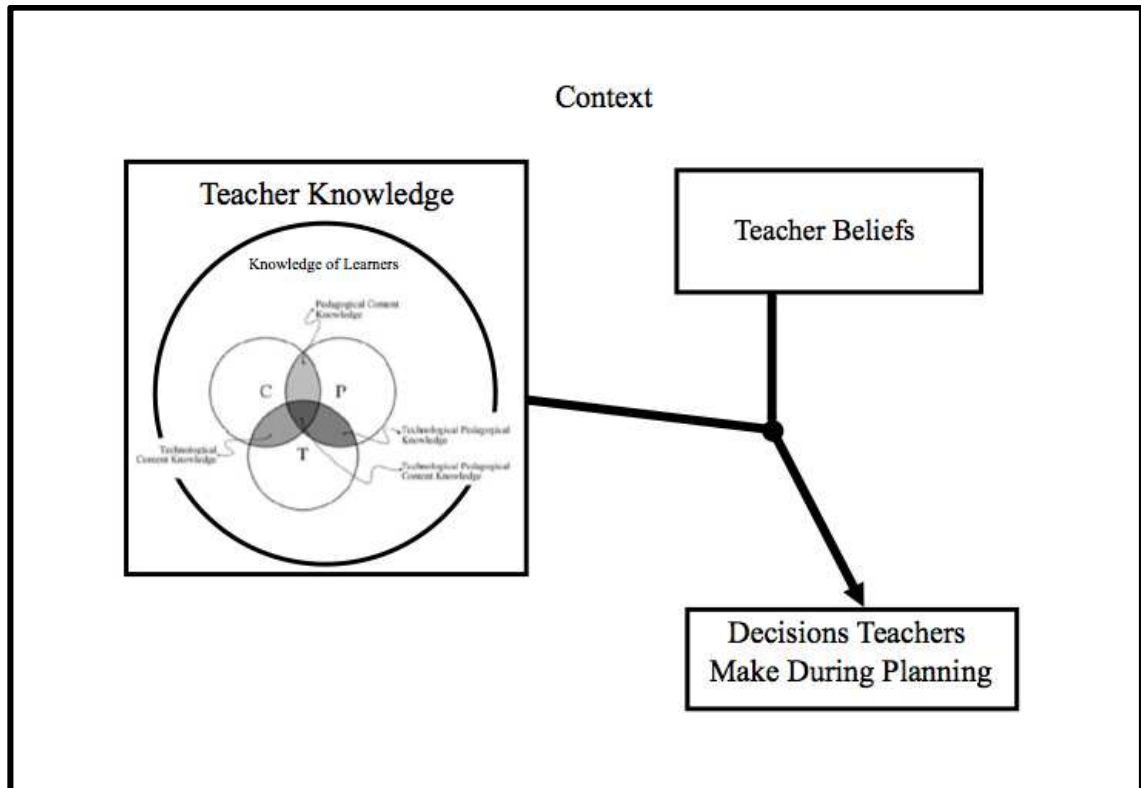 Context
Teacher Knowledge
Knowledge of Learners
Pedagogical Content
Knowledge
C
P
T
Technological
Content Knowledge
Technological Pedagogical
Knowledge
Technological Pedagogical
Content Knowledge
Teacher Beliefs
Decisions Teachers
Make During Planning